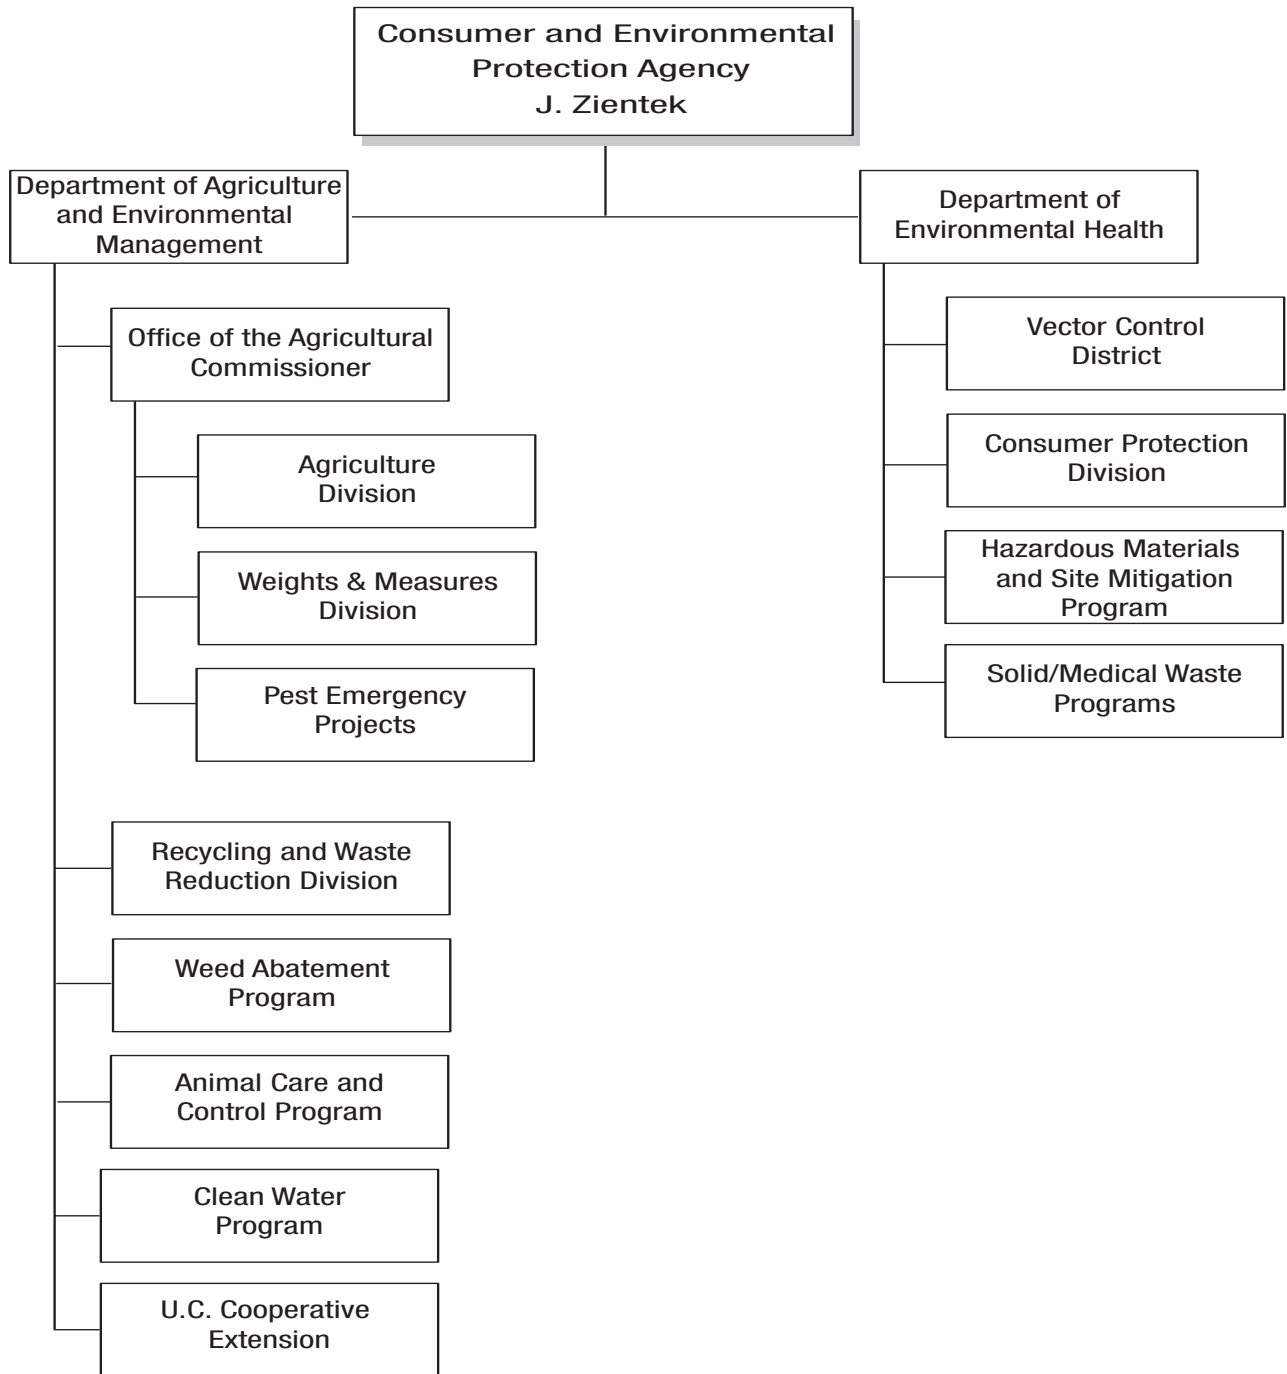 Consumer and Environmental
Protection Agency
J. Zientek
Department of Agriculture
and Environmental
Management
Department of
Environmental Health
Office of the Agricultural
Commissioner
Agriculture
Division
Weights & Measures
Division
Pest Emergency
Projects
Recycling and Waste
Reduction Division
Weed Abatement
Program
Animal Care and
Control Program
Clean Water
Program
U.C. Cooperative
Extension
Vector Control
District
Consumer Protection
Division
Hazardous Materials
and Site Mitigation
Program
Solid/Medical Waste
Programs